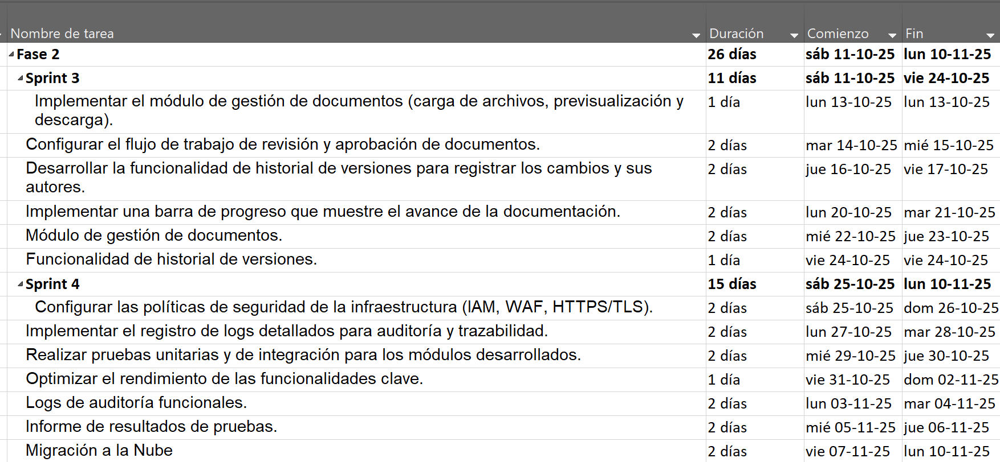 Nombre de tarea Duración Comienzo Fin
Fase 2 26 días sáb 11-10-25 lun 10-11-25
Sprint 3 11 días sáb 11-10-25 vie 24-10-25
Implementar el módulo de gestión de documentos (carga de archivos, previsualización y 1 día lun 13-10-25 lun 13-10-25
descarga).
Configurar el flujo de trabajo de revisión y aprobación de documentos. 2 días mar 14-10-25 mié 15-10-25
Desarrollar la funcionalidad de historial de versiones para registrar los cambios y sus 2 días jue 16-10-25 vie 17-10-25
autores.
Implementar una barra de progreso que muestre el avance de la documentación. 2 días lun 20-10-25 mar 21-10-25
Módulo de gestión de documentos. 2 días mié 22-10-25 jue 23-10-25
Funcionalidad de historial de versiones. 1 día vie 24-10-25 vie 24-10-25
Sprint 4 15 días sáb 25-10-25 lun 10-11-25
Configurar las políticas de seguridad de la infraestructura (IAM, WAF, HTTPS/TLS). 2 días sáb 25-10-25 dom 26-10-25
Implementar el registro de logs detallados para auditoría y trazabilidad. 2 días lun 27-10-25 mar 28-10-25
Realizar pruebas unitarias y de integración para los módulos desarrollados. 2 días mié 29-10-25 jue 30-10-25
Optimizar el rendimiento de las funcionalidades clave. 1 día vie 31-10-25 dom 02-11-25
Logs de auditoría funcionales. 2 días lun 03-11-25 mar 04-11-25
Informe de resultados de pruebas. 2 días mié 05-11-25 jue 06-11-25
Migración a la Nube 2 días vie 07-11-25 lun 10-11-25